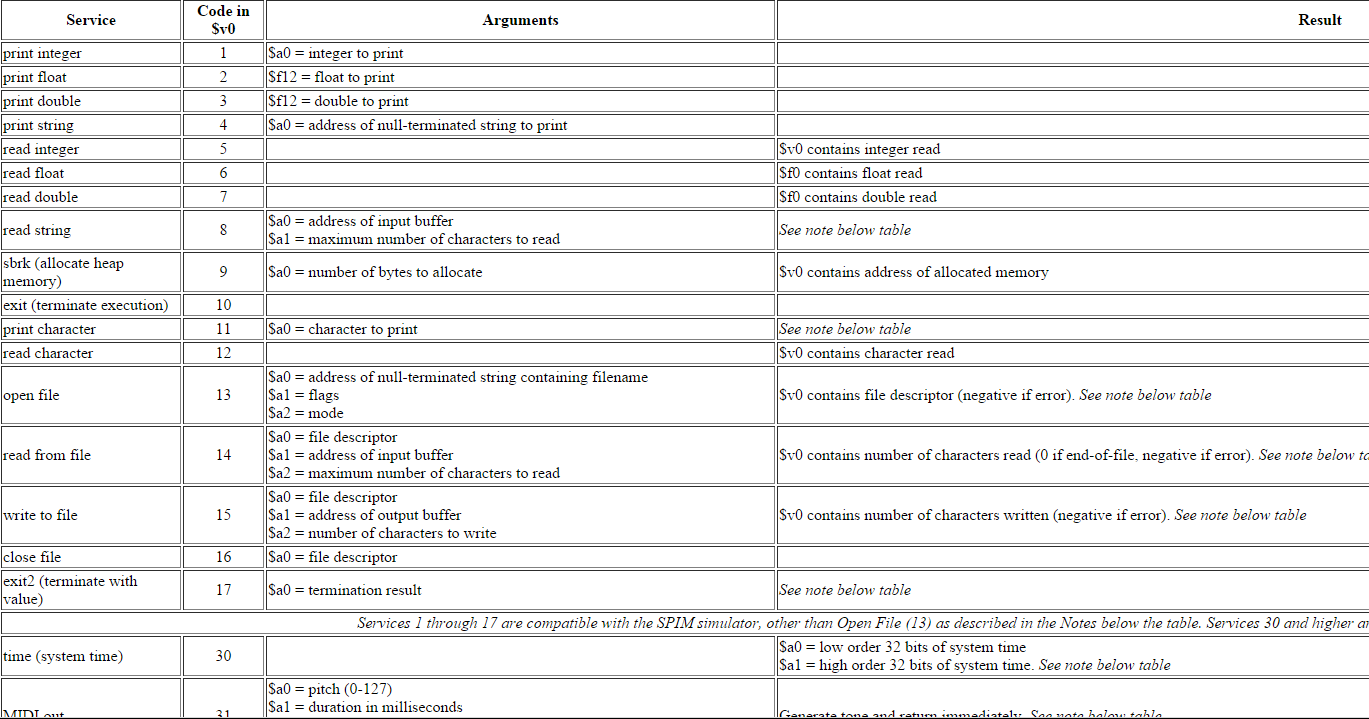 Service Code in $v0 Arguments Result
print integer 1 $a0 = integer to print
print float 2 $f12 = float to print
print double 3 $f12 = double to print
print string 4 $a0 = address of null-terminated string to print
read integer 5 $v0 contains integer read
read float 6 $f0 contains float read
read double 7 $f0 contains double read
read string 8 $a0 = address of input buffer
$a1 = maximum number of characters to read
See note below table
sbrk (allocate heap
memory)
9 $a0 = number of bytes to allocate $v0 contains address of allocated memory
exit (terminate execution) 10
print character 11 $a0 = character to print See note below table
read character 12 $v0 contains character read
open file 13 $a0 = address of null-terminated string containing filename
$a1 = flags
$a2 = mode
$v0 contains file descriptor (negative if error). See note below table
read from file 14 $a0 = file descriptor
$a1 = address of input buffer
$a2 = maximum number of characters to read
$v0 contains number of characters read (0 if end-of-file, negative if error). See note below ta
write to file 15 $a0 = file descriptor
$a1 = address of output buffer
$a2 = number of characters to write
$v0 contains number of characters written (negative if error). See note below table
close file 16 $a0 = file descriptor
exit2 (terminate with
value)
17 $a0 = termination result See note below table
Services 1 through 17 are compatible with the SPIM simulator, other than Open File (13) as described in the Notes below the table. Services 30 and higher ar
time (system time) 30 $a0 = low order 32 bits of system time
$a1 = high order 32 bits of system time. See note below table
MIDI out 31 $a0 = pitch (0-127)
$a1 = duration in milliseconds
Generate tone and return immediately. See note below table